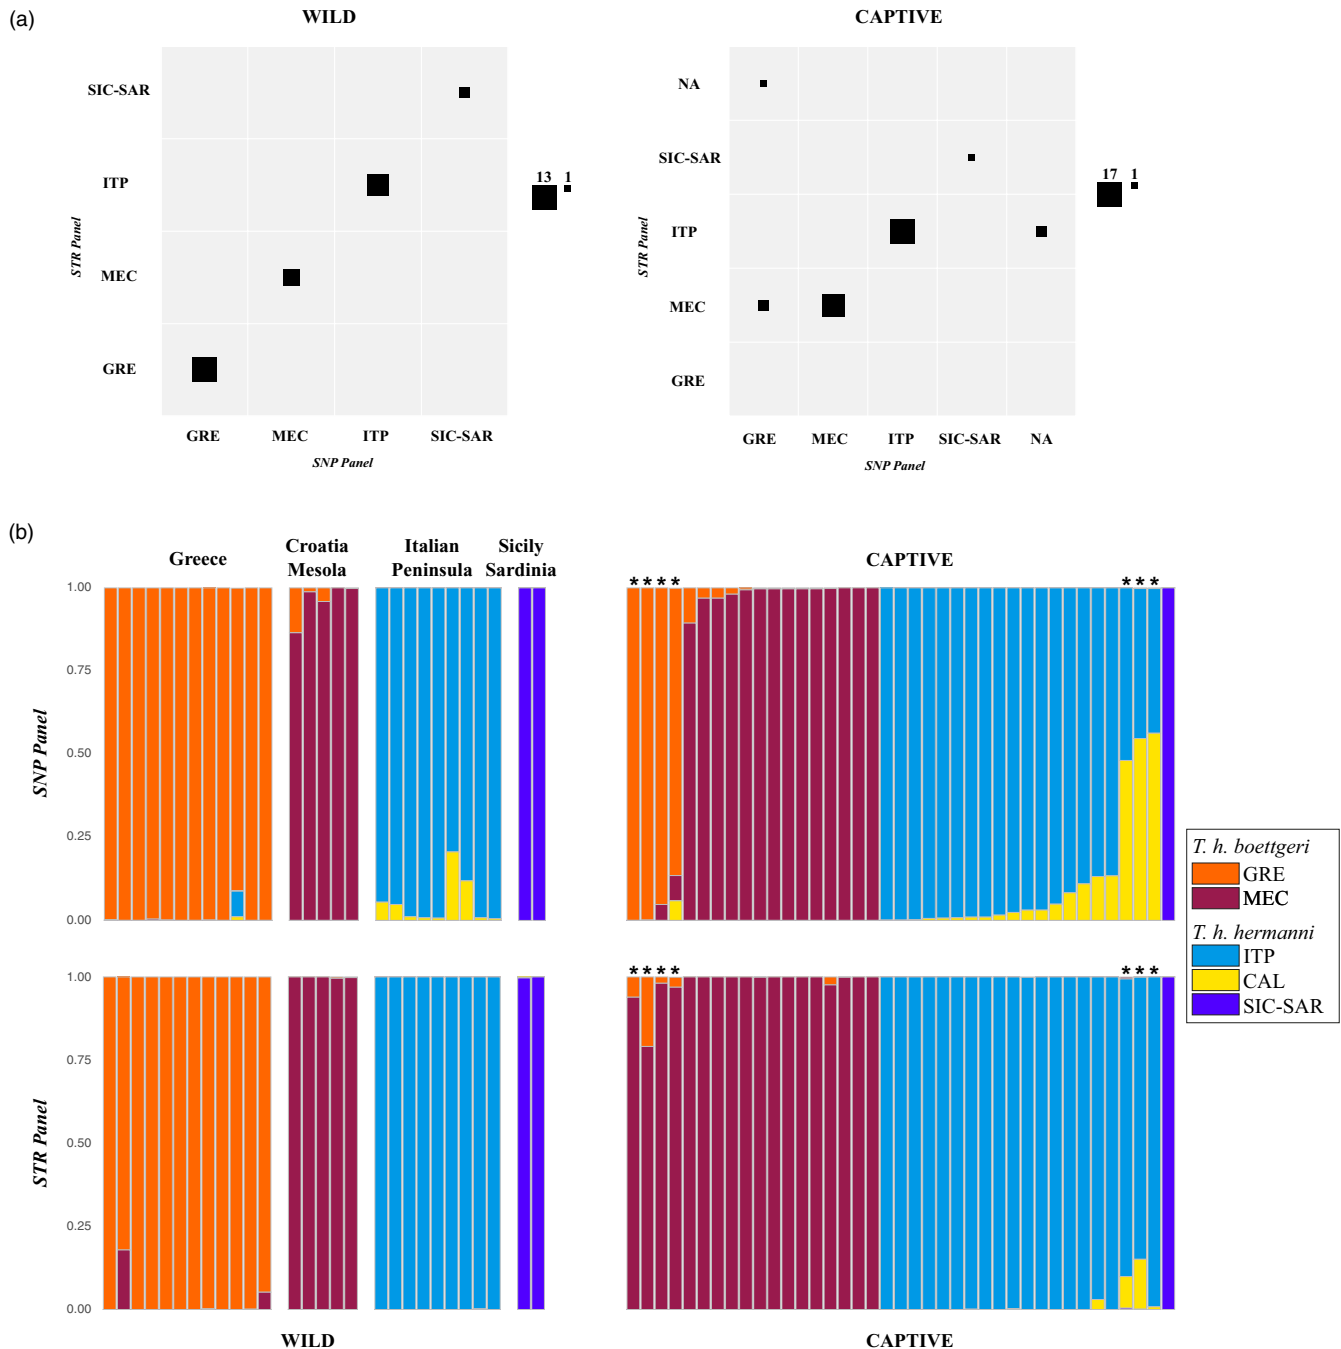 (a)
WILD
CAPTIVE
SIC-SAR
ITP
MEC
GRE
STR Panel
GRE MEC ITP SIC-SAR
SNP Panel
13 1
NA
SIC-SAR
ITP
MEC
GRE
STR Panel
GRE MEC ITP SIC-SAR NA
SNP Panel
17 1
(b)
Greece
Croatia
Mesola
Italian
Peninsula
Sicily
Sardinia
CAPTIVE
* * * * * * *
1.00
0.75
0.50
0.25
0.00
SNP Panel
* * * * * * *
1.00
0.75
0.50
0.25
0.00
STR Panel
WILD
CAPTIVE
T. h. boettgeri
GRE
MEC
T. h. hermanni
ITP
CAL
SIC-SAR